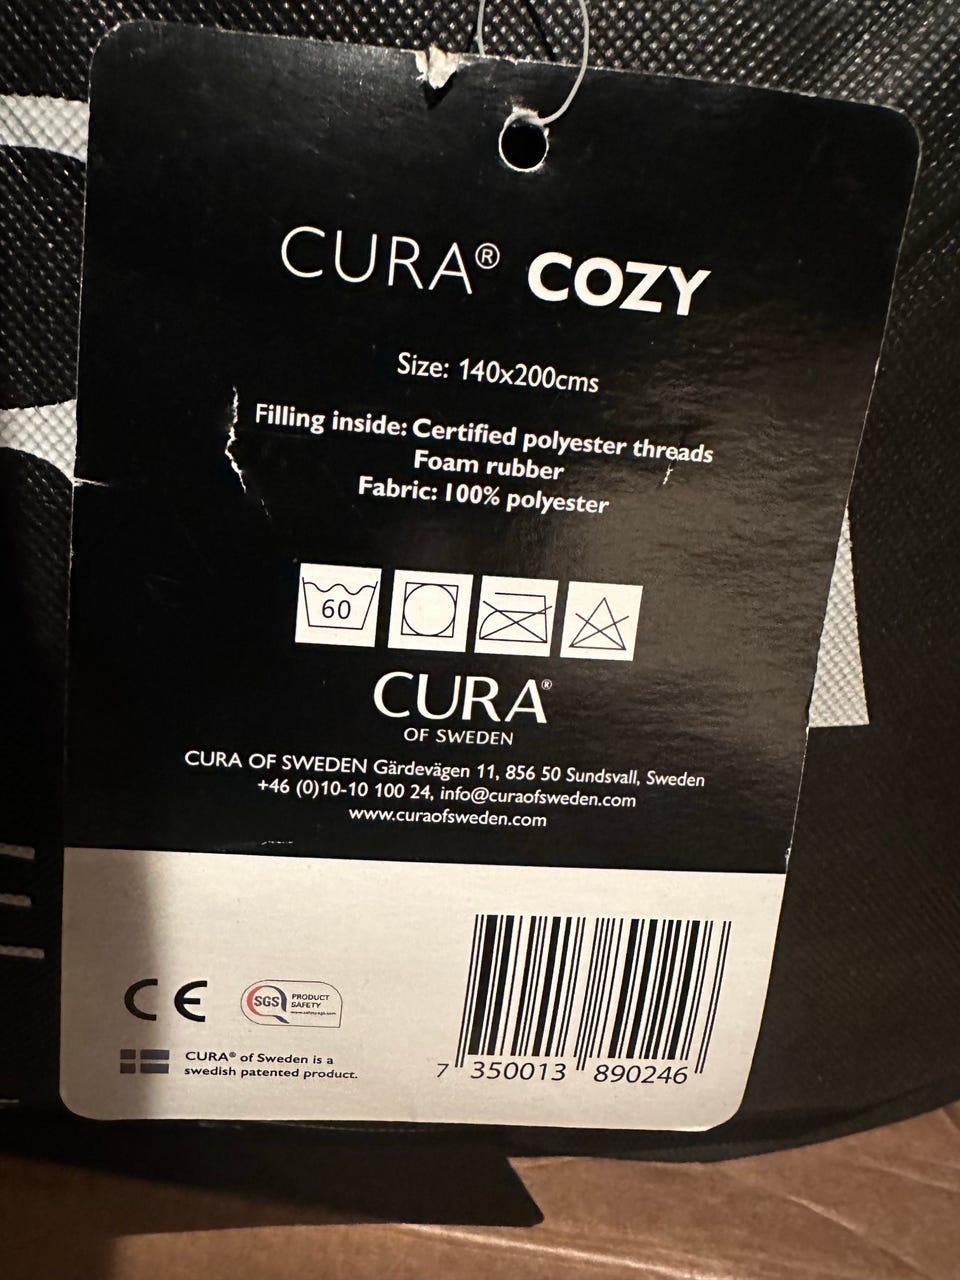 CURA® COZY
Size: 140x200cms
Filling inside: Certified polyester threads
Foam rubber
Fabric: 100% polyester
60
CURA®
OF SWEDEN
CURA OF SWEDEN Gärdevägen 11, 856 50 Sundsvall, Sweden
+46 (0)10-10 100 24, info@curaofsweden.com
www.curaofsweden.com
CE
SGS PRODUCT
SAFETY
CURA® of Sweden is a
swedish patented product.
7 350013 890246